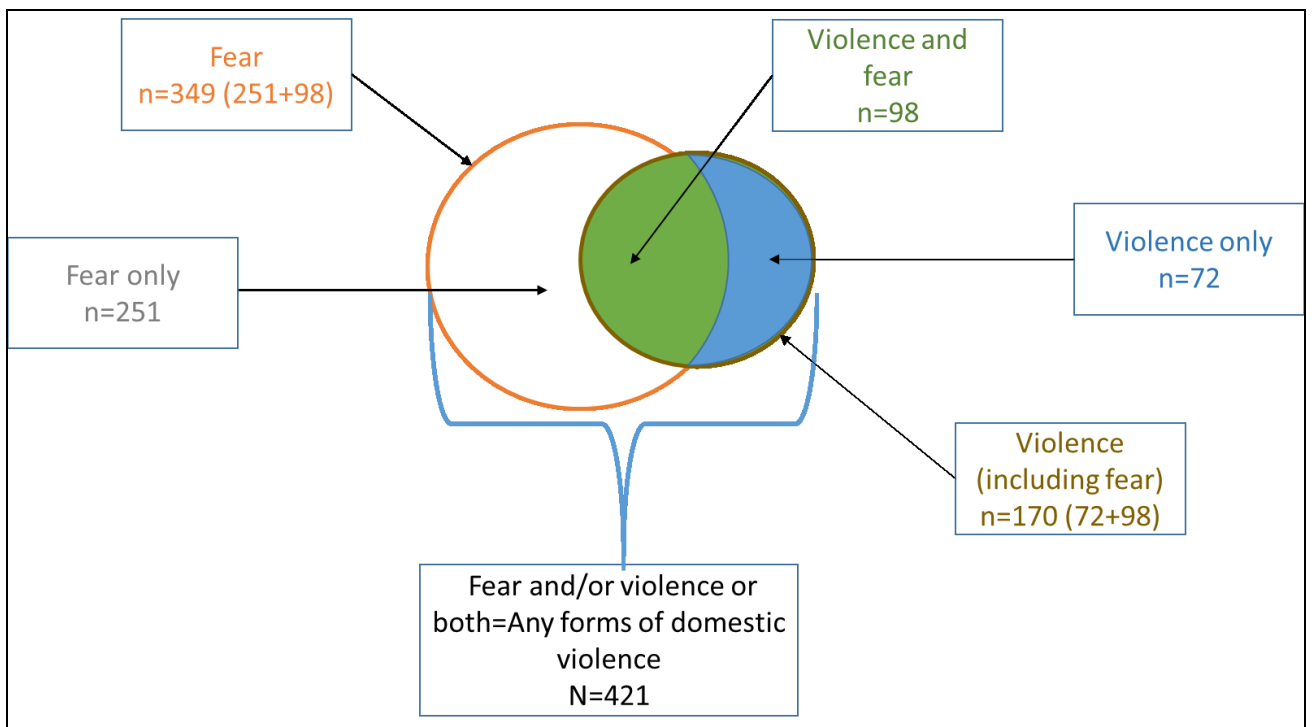 Fear
n=349 (251+98)
Violence and
fear
n=98
Fear only
n=251
Violence only
n=72
Violence
(including fear)
n=170 (72+98)
Fear and/or violence or
both=Any forms of domestic
violence
N=421